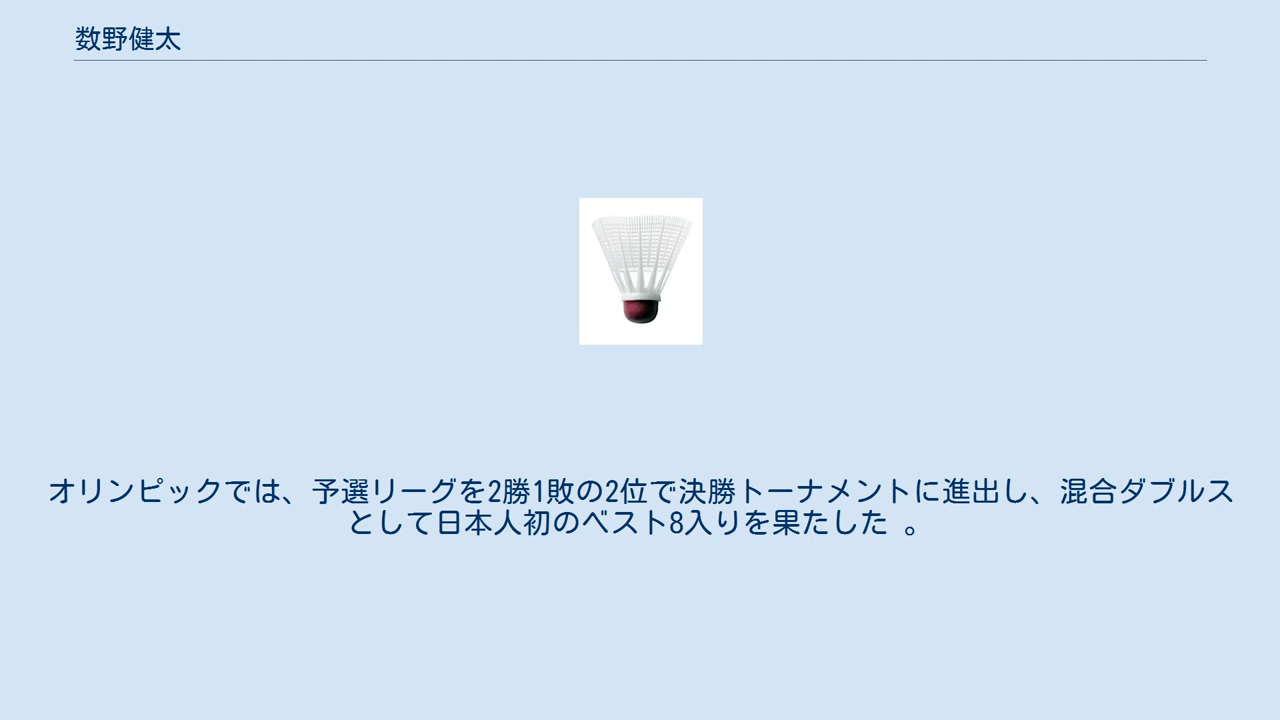 数野健太
オリンピックでは、予選リーグを2勝1敗の2位で決勝トーナメントに進出し、混合ダブルス
として日本人初のベスト8入りを果たした 。